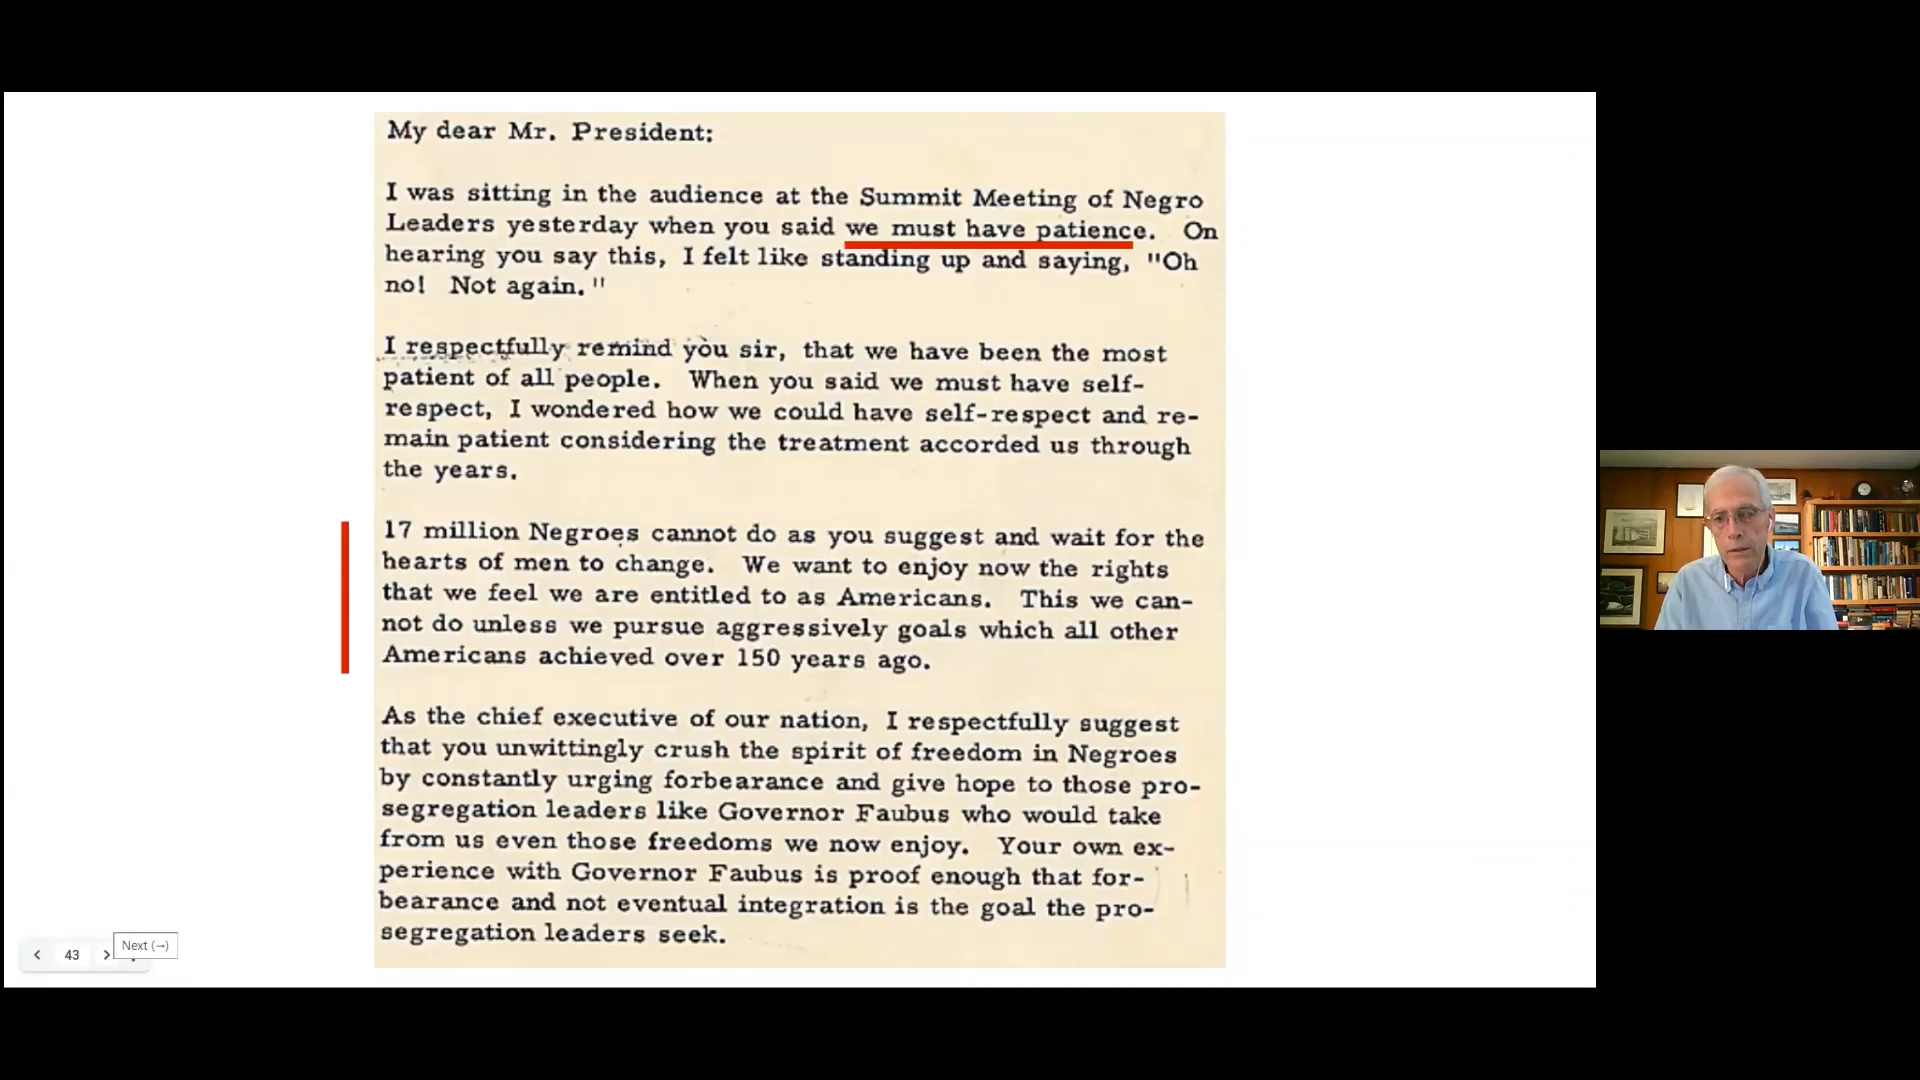 My dear Mr. President:
I was sitting in the audience at the Summit Meeting of Negro
Leaders yesterday when you said we must have patience. On
hearing you say this, I felt like standing up and saying, "Oh
no! Not again."
I respectfully remind you sir, that we have been the most
patient of all people. When you said we must have self-
respect, I wondered how we could have self-respect and re-
main patient considering the treatment accorded us through
the years.
17 million Negroes cannot do as you suggest and wait for the
hearts of men to change. We want to enjoy now the rights
that we feel we are entitled to as Americans. This we can-
not do unless we pursue aggressively goals which all other
Americans achieved over 150 years ago.
As the chief executive of our nation, I respectfully suggest
that you unwittingly crush the spirit of freedom in Negroes
by constantly urging forbearance and give hope to those pro-
segregation leaders like Governor Faubus who would take
from us even those freedoms we now enjoy. Your own ex-
perience with Governor Faubus is proof enough that for-
bearance and not eventual integration is the goal the pro-
segregation leaders seek.
43
Next (→)